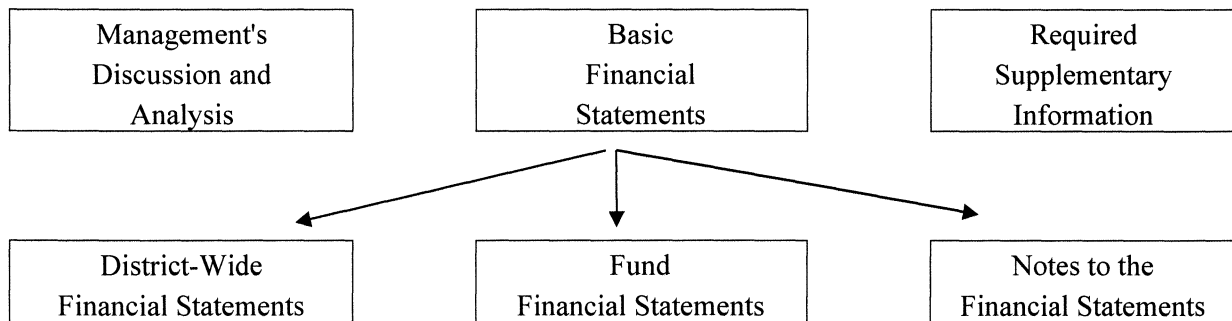 Management's
Discussion and
Analysis
Basic
Financial
Statements
Required
Supplementary
Information
District-Wide
Financial Statements
Fund
Financial Statements
Notes to the
Financial Statements